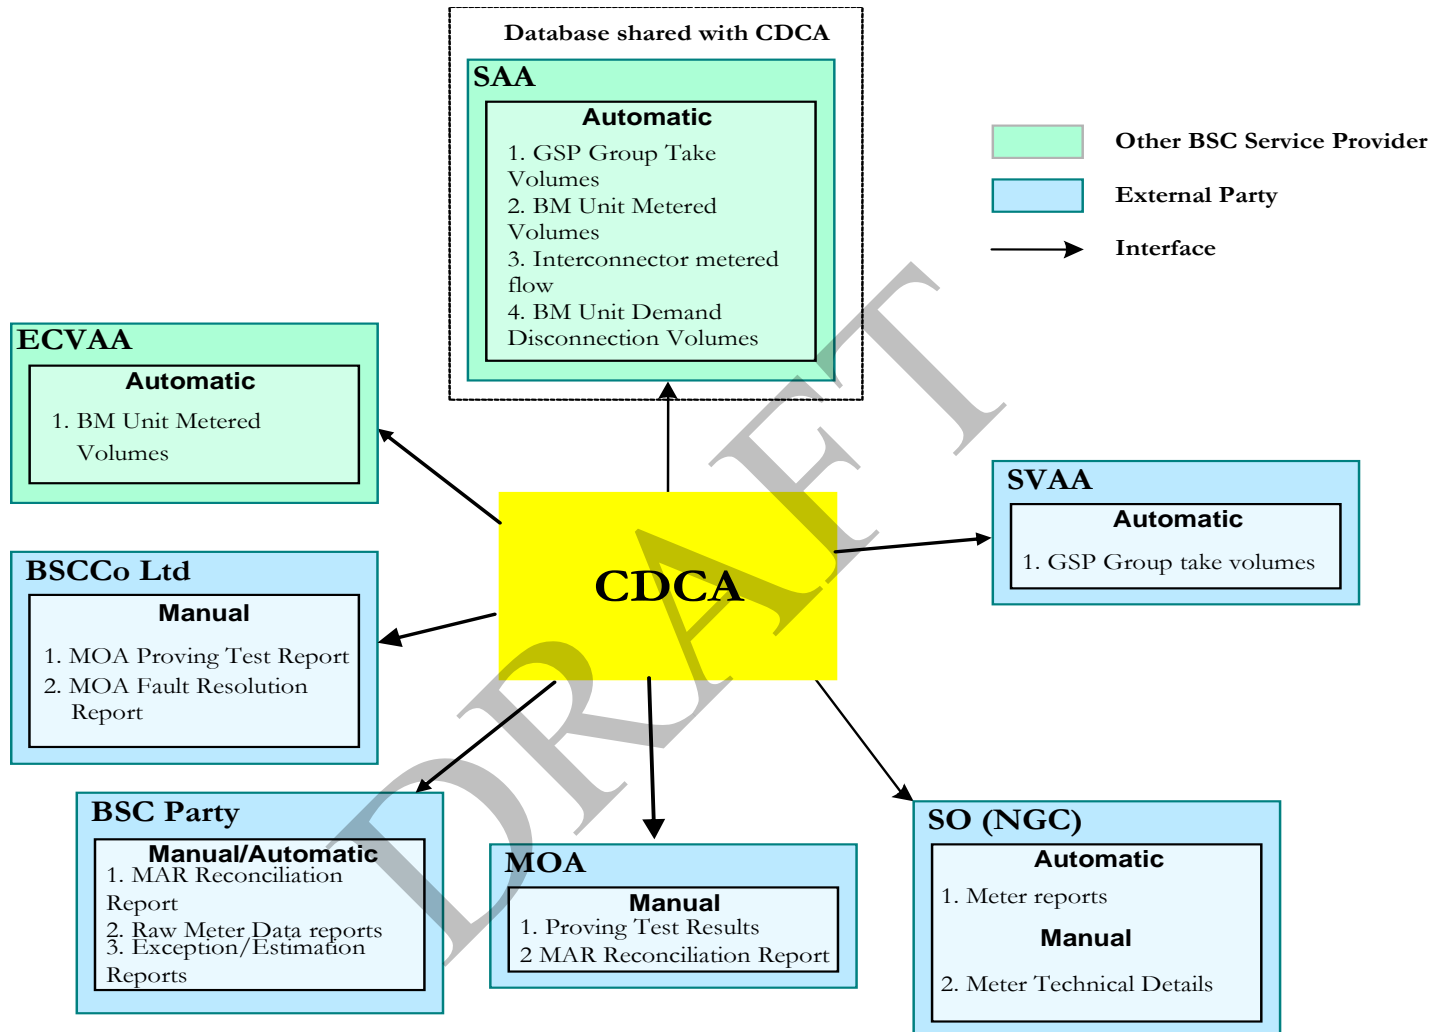 Database shared with CDCA
SAA
Automatic
1. GSP Group Take
Volumes
2. BM Unit Metered
Volumes
3. Interconnector metered
flow
4. BM Unit Demand
Disconnection Volumes
Other BSC Service Provider
External Party
Interface
ECVAA
Automatic
1. BM Unit Metered
Volumes
SVAA
Automatic
1. GSP Group take volumes
CDCA
BSCCo Ltd
Manual
1. MOA Proving Test Report
2. MOA Fault Resolution
Report
BSC Party
Manual/Automatic
1. MAR Reconciliation
Report
2. Raw Meter Data reports
3. Exception/Estimation
Reports
MOA
Manual
1. Proving Test Results
2 MAR Reconciliation Report
SO (NGC)
Automatic
1. Meter reports
Manual
2. Meter Technical Details
DRAFT